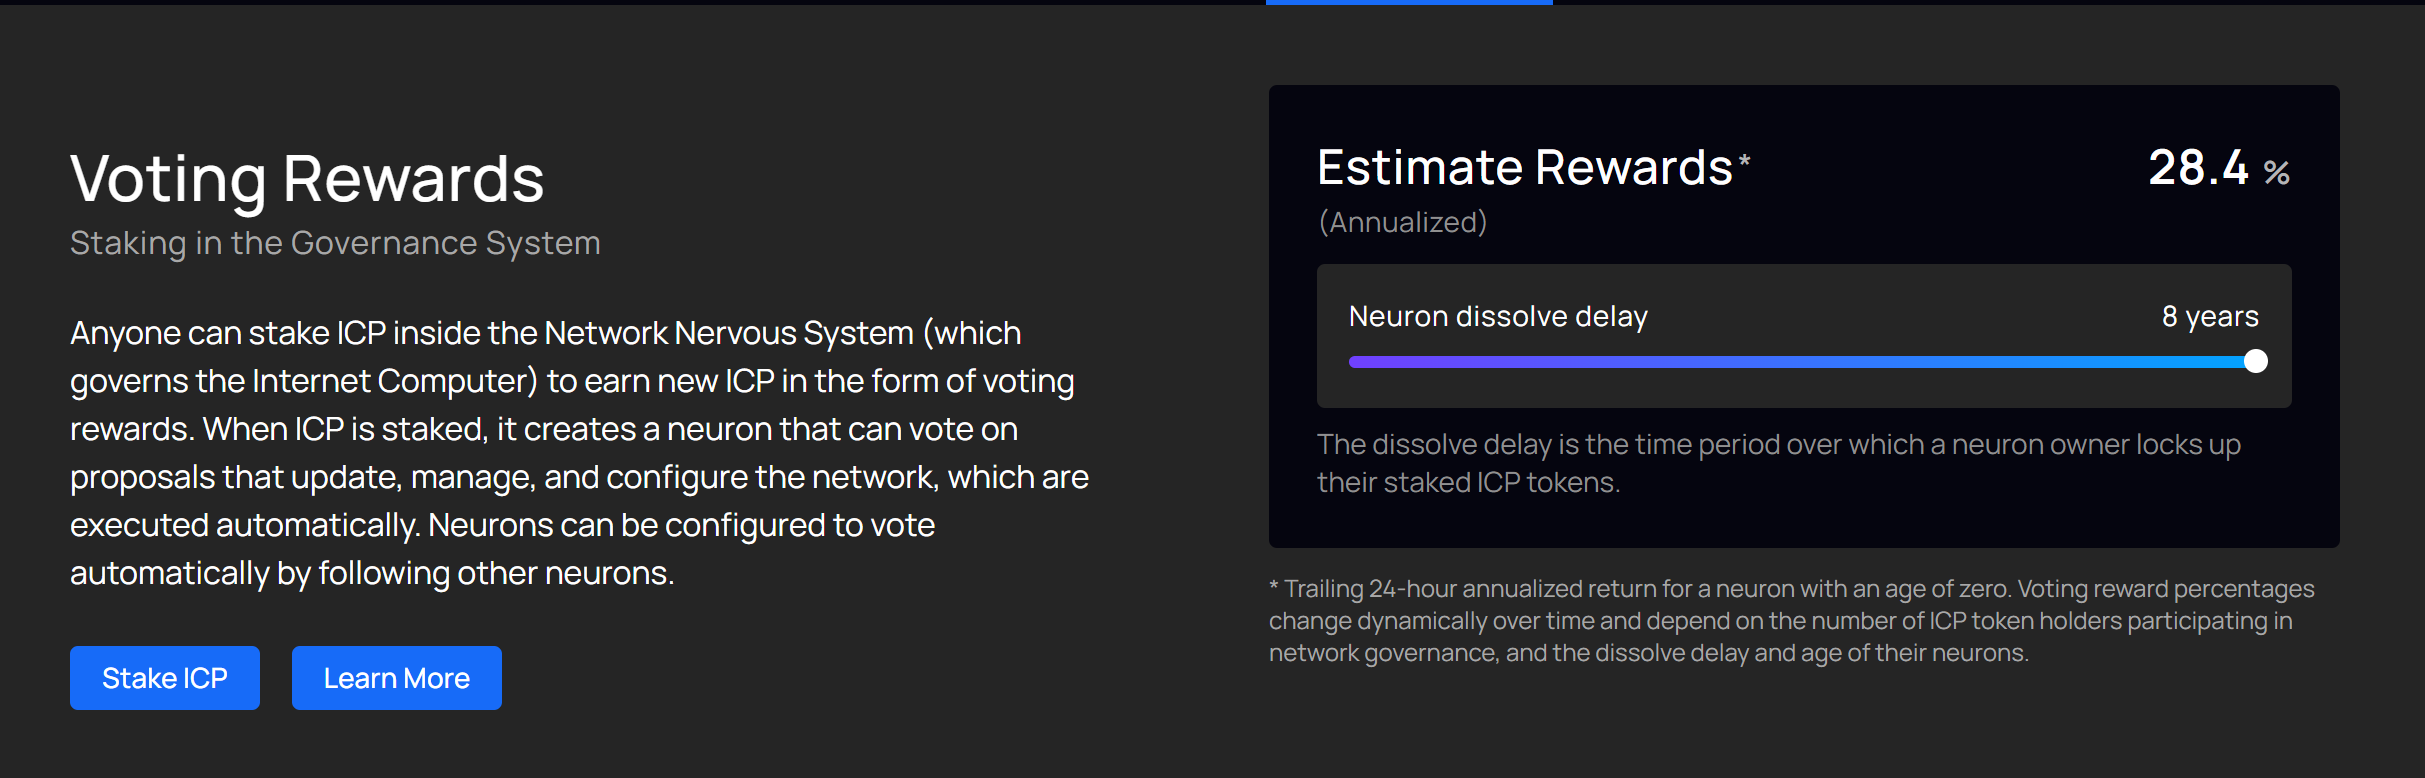 Voting Rewards
Staking in the Governance System
Anyone can stake ICP inside the Network Nervous System (which
governs the Internet Computer) to earn new ICP in the form of voting
rewards. When ICP is staked, it creates a neuron that can vote on
proposals that update, manage, and configure the network, which are
executed automatically. Neurons can be configured to vote
automatically by following other neurons.
Stake ICP
Learn More
Estimate Rewards*
28.4 %
(Annualized)
Neuron dissolve delay
8 years
The dissolve delay is the time period over which a neuron owner locks up
their staked ICP tokens.
* Trailing 24-hour annualized return for a neuron with an age of zero. Voting reward percentages
change dynamically over time and depend on the number of ICP token holders participating in
network governance, and the dissolve delay and age of their neurons.